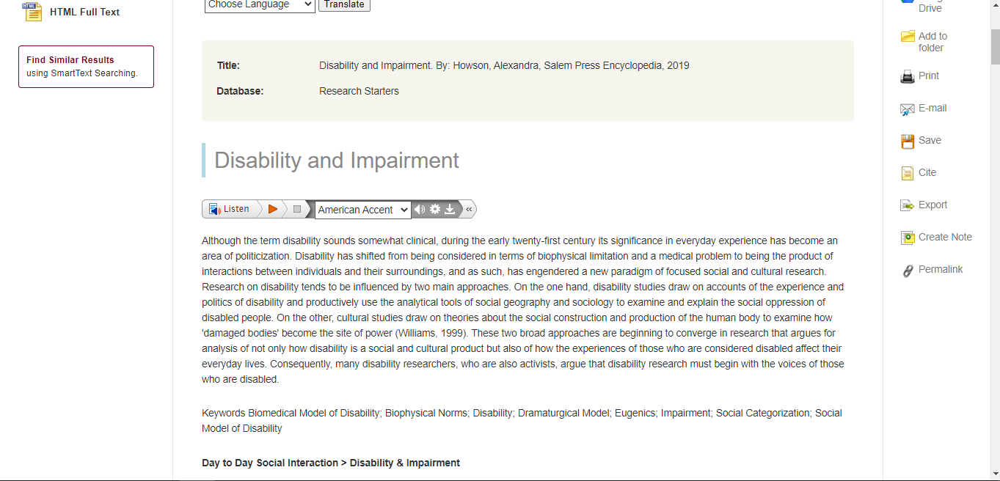 HTML Full Text
Find Similar Results
using SmartText Searching.
Choose Language
Translate
Title: Disability and Impairment. By: Howson, Alexandra, Salem Press Encyclopedia, 2019
Database: Research Starters
Disability and Impairment
Listen
American Accent
«
Although the term disability sounds somewhat clinical, during the early twenty-first century its significance in everyday experience has become an
area of politicization. Disability has shifted from being considered in terms of biophysical limitation and a medical problem to being the product of
interactions between individuals and their surroundings, and as such, has engendered a new paradigm of focused social and cultural research.
Research on disability tends to be influenced by two main approaches. On the one hand, disability studies draw on accounts of the experience and
politics of disability and productively use the analytical tools of social geography and sociology to examine and explain the social oppression of
disabled people. On the other, cultural studies draw on theories about the social construction and production of the human body to examine how
'damaged bodies' become the site of power (Williams, 1999). These two broad approaches are beginning to converge in research that argues for
analysis of not only how disability is a social and cultural product but also of how the experiences of those who are considered disabled affect their
everyday lives. Consequently, many disability researchers, who are also activists, argue that disability research must begin with the voices of those
who are disabled.
Keywords Biomedical Model of Disability; Biophysical Norms; Disability; Dramaturgical Model; Eugenics; Impairment; Social Categorization; Social
Model of Disability
Day to Day Social Interaction > Disability & Impairment
Drive
Add to
folder
Print
E-mail
Save
Cite
Export
Create Note
Permalink